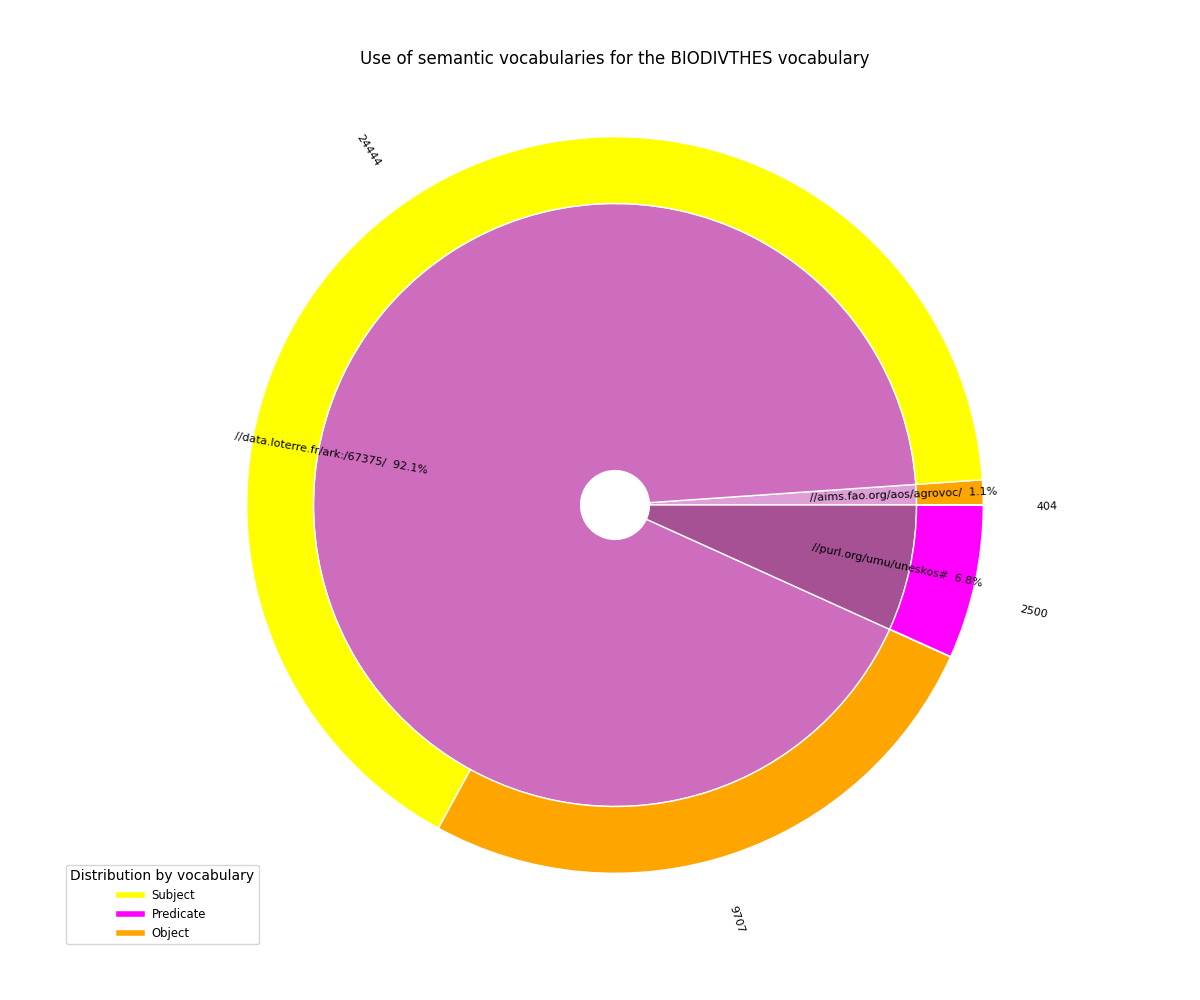 Use of semantic vocabularies for the BIODIVTHES vocabulary
24444
//data.loterre.fr/ark:/67375/ 92.1%
//aims.fao.org/aos/agrovoc/ 1.1%
404
//purl.org/umu/uneskos# 6.8%
2500
9707
Distribution by vocabulary
Subject
Predicate
Object